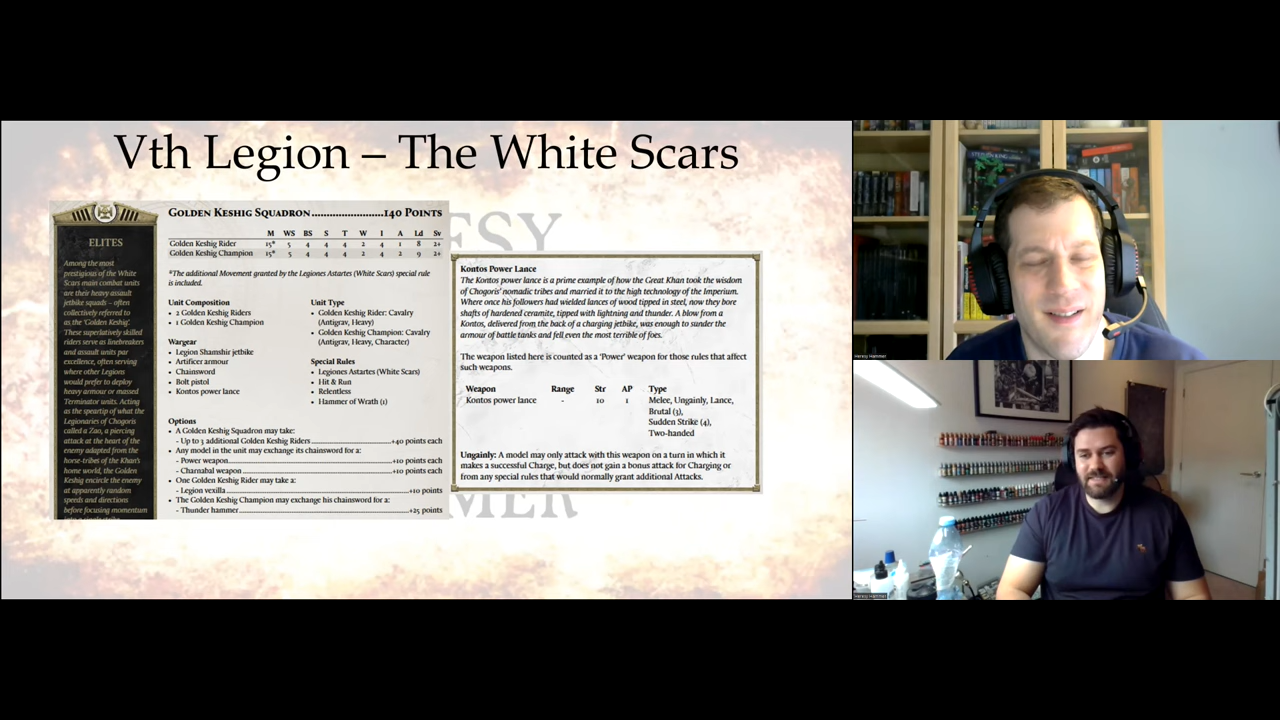 Vth Legion – The White Scars
ELITES
Among the most
prestigious of the White
Scars main combat units
are their heavy assault
jetbike squads – often
collectively referred to
as the 'Golden Keshig'.
These superlatively skilled
riders serve as linebreakers
and assault units par
excellence, often serving
where other Legions
would prefer to deploy
heavy armour or massed
Terminator units. Acting
as the speartip of what the
Legionaries of Chogoris
called a Zao, a piercing
attack at the heart of the
enemy adapted from the
horse-tribes of the Khan's
home world, the Golden
Keshig encircle the enemy
at apparently random
speeds and directions
before focusing momentum
into a single strike
GOLDEN KESHIG SQUADRON........................140 POINTS
M WS BS S T W I A Ld Sv
Golden Keshig Rider 15* 5 4 4 4 2 4 1 8 2+
Golden Keshig Champion 15* 5 4 4 4 2 4 2 9 2+
*The additional Movement granted by the Legiones Astartes (White Scars) special rule
is included.
Unit Composition
• 2 Golden Keshig Riders
• 1 Golden Keshig Champion
Wargear
• Legion Shamshir jetbike
• Artificer armour
• Chainsword
• Bolt pistol
• Kontos power lance
Unit Type
• Golden Keshig Rider: Cavalry
(Antigrav, Heavy)
• Golden Keshig Champion: Cavalry
(Antigrav, Heavy, Character)
Special Rules
• Legiones Astartes (White Scars)
• Hit & Run
• Relentless
• Hammer of Wrath (1)
Options
• A Golden Keshig Squadron may take:
- Up to 3 additional Golden Keshig Riders........................+40 points each
• Any model in the unit may exchange its chainsword for a:
- Power weapon........................+10 points each
- Charnabal weapon........................+10 points each
• One Golden Keshig Rider may take a:
- Legion vexilla........................+10 points
• The Golden Keshig Champion may exchange his chainsword for a:
- Thunder hammer........................+25 points
ESY
MER
Kontos Power Lance
The Kontos power lance is a prime example of how the Great Khan took the wisdom
of Chogoris' nomadic tribes and married it to the high technology of the Imperium.
Where once his followers had wielded lances of wood tipped in steel, now they bore
shafts of hardened ceramite, tipped with lightning and thunder. A blow from a
Kontos, delivered from the back of a charging jetbike, was enough to sunder the
armour of battle tanks and fell even the most terrible of foes.
The weapon listed here is counted as a 'Power' weapon for those rules that affect
such weapons.
Weapon Range Str AP Type
Kontos power lance - 10 1 Melee, Ungainly, Lance,
Brutal (3),
Sudden Strike (4),
Two-handed
Ungainly: A model may only attack with this weapon on a turn in which it
makes a successful Charge, but does not gain a bonus attack for Charging or
from any special rules that would normally grant additional Attacks.
Heresy Hammer
Heresy Hammer